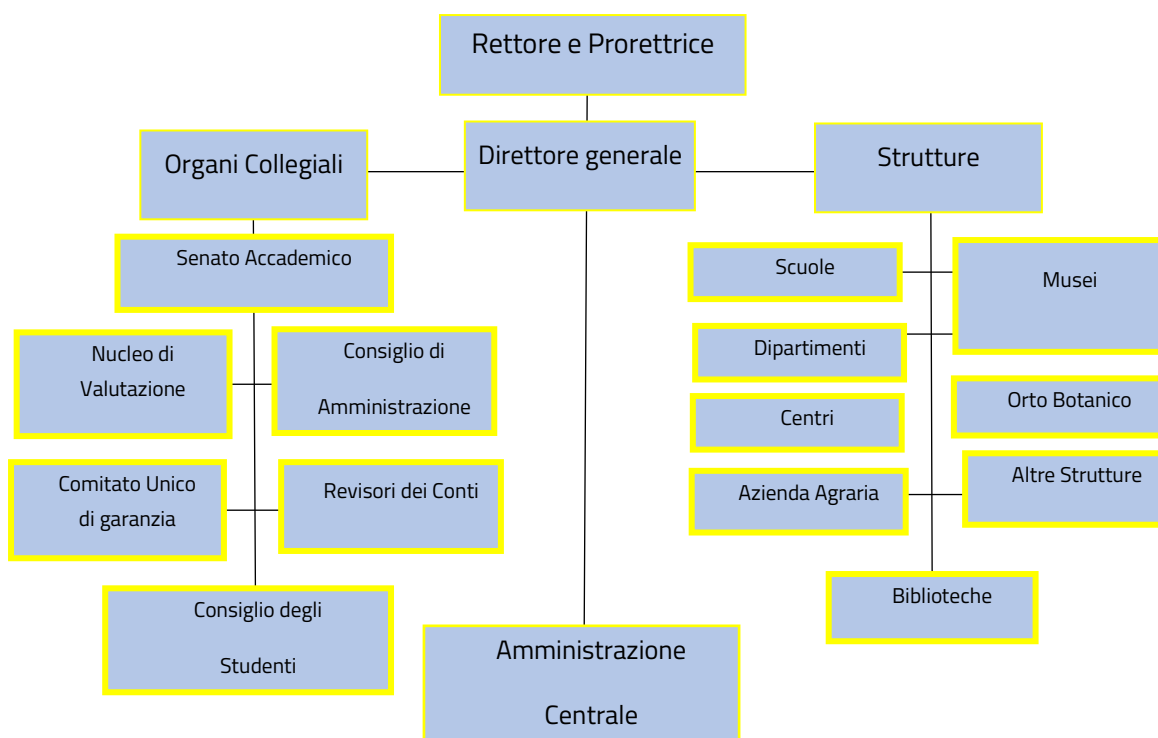 Rettore e Prorettrice
Organi Collegiali
Direttore generale
Strutture
Senato Accademico
Nucleo di
Valutazione
Consiglio di
Amministrazione
Comitato Unico
di garanzia
Revisori dei Conti
Consiglio degli
Studenti
Amministrazione
Centrale
Scuole
Musei
Dipartimenti
Orto Botanico
Centri
Azienda Agraria
Altre Strutture
Biblioteche